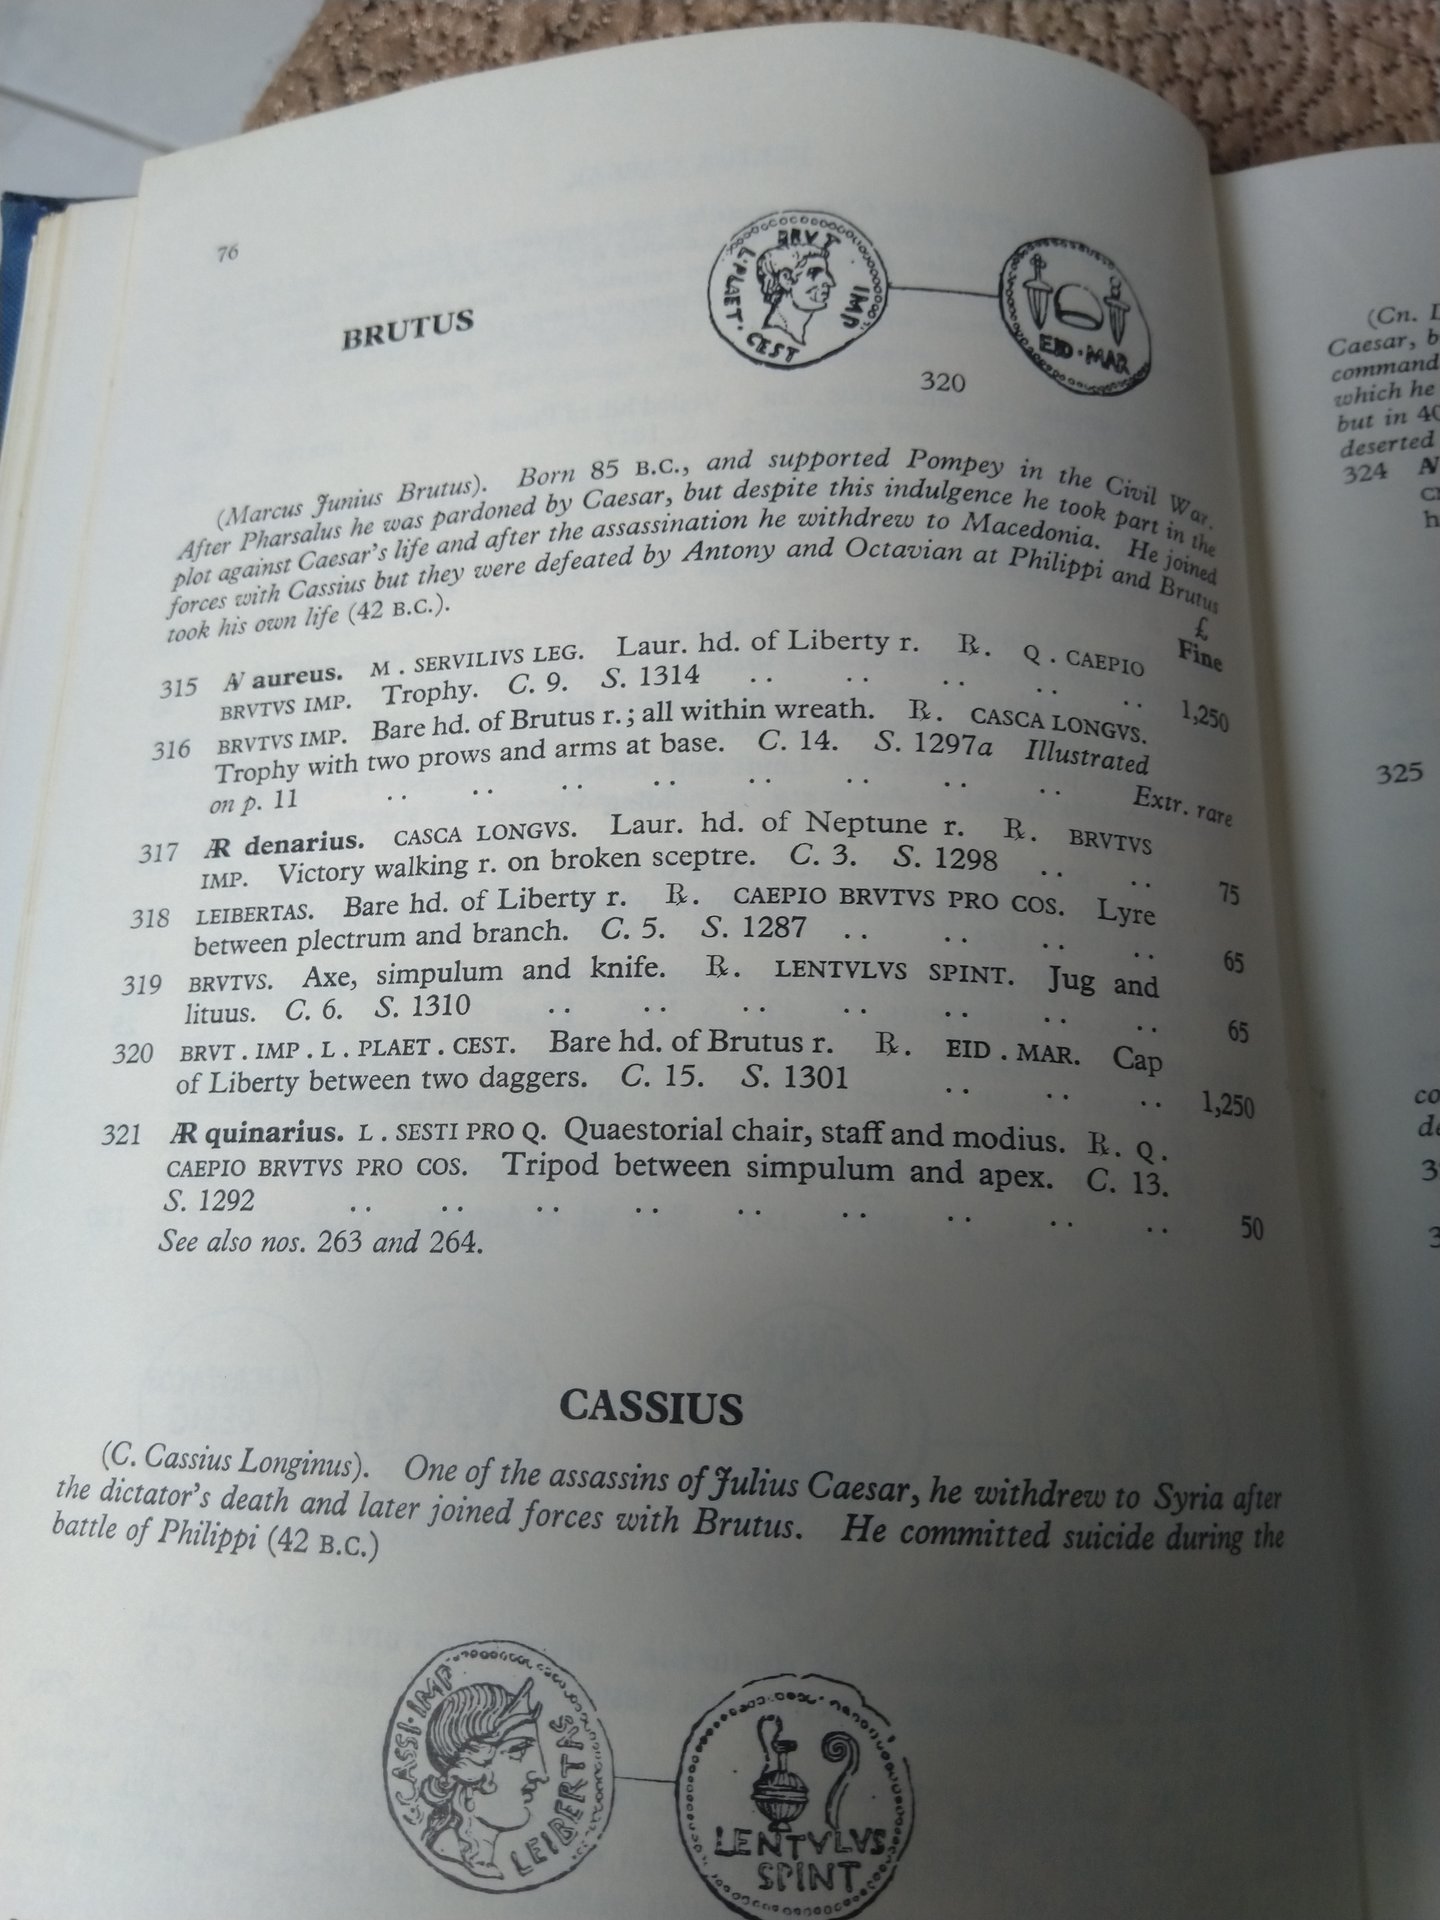 76
BRUTUS
L·PLAET·CEST BRVT IMP
EID·MAR
320
(Marcus Junius Brutus). Born 85 B.C., and supported Pompey in the Civil War.
After Pharsalus he was pardoned by Caesar, but despite this indulgence he took part in the
plot against Caesar's life and after the assassination he withdrew to Macedonia. He joined
forces with Cassius but they were defeated by Antony and Octavian at Philippi and Brutus
took his own life (42 B.C.).
£
Fine
315 AV aureus. M . SERVILIVS LEG. Laur. hd. of Liberty r. ℞. Q . CAEPIO
BRVTVS IMP. Trophy. C. 9. S. 1314 .. .. .. .. .. 1,250
316 BRVTVS IMP. Bare hd. of Brutus r.; all within wreath. ℞. CASCA LONGVS.
Trophy with two prows and arms at base. C. 14. S. 1297a Illustrated
on p. 11 .. .. .. .. .. .. .. .. Extr. rare
317 AR denarius. CASCA LONGVS. Laur. hd. of Neptune r. ℞. BRVTVS
IMP. Victory walking r. on broken sceptre. C. 3. S. 1298 .. .. 75
318 LEIBERTAS. Bare hd. of Liberty r. ℞. CAEPIO BRVTVS PRO COS. Lyre
between plectrum and branch. C. 5. S. 1287 .. .. .. .. 65
319 BRVTVS. Axe, simpulum and knife. ℞. LENTVLVS SPINT. Jug and
lituus. C. 6. S. 1310 .. .. .. .. .. .. .. 65
320 BRVT . IMP . L . PLAET . CEST. Bare hd. of Brutus r. ℞. EID . MAR. Cap
of Liberty between two daggers. C. 15. S. 1301 .. .. .. 1,250
321 AR quinarius. L . SESTI PRO Q. Quaestorial chair, staff and modius. ℞. Q.
CAEPIO BRVTVS PRO COS. Tripod between simpulum and apex. C. 13.
S. 1292 .. .. .. .. .. .. .. .. .. 50
See also nos. 263 and 264.
CASSIUS
(C. Cassius Longinus). One of the assassins of Julius Caesar, he withdrew to Syria after
the dictator's death and later joined forces with Brutus. He committed suicide during the
battle of Philippi (42 B.C.)
C·CASSI·IMP LEIBERTAS
LENTVLVS
SPINT
(Cn.
Caesar, b
command
which he
but in 40
deserted
324
325